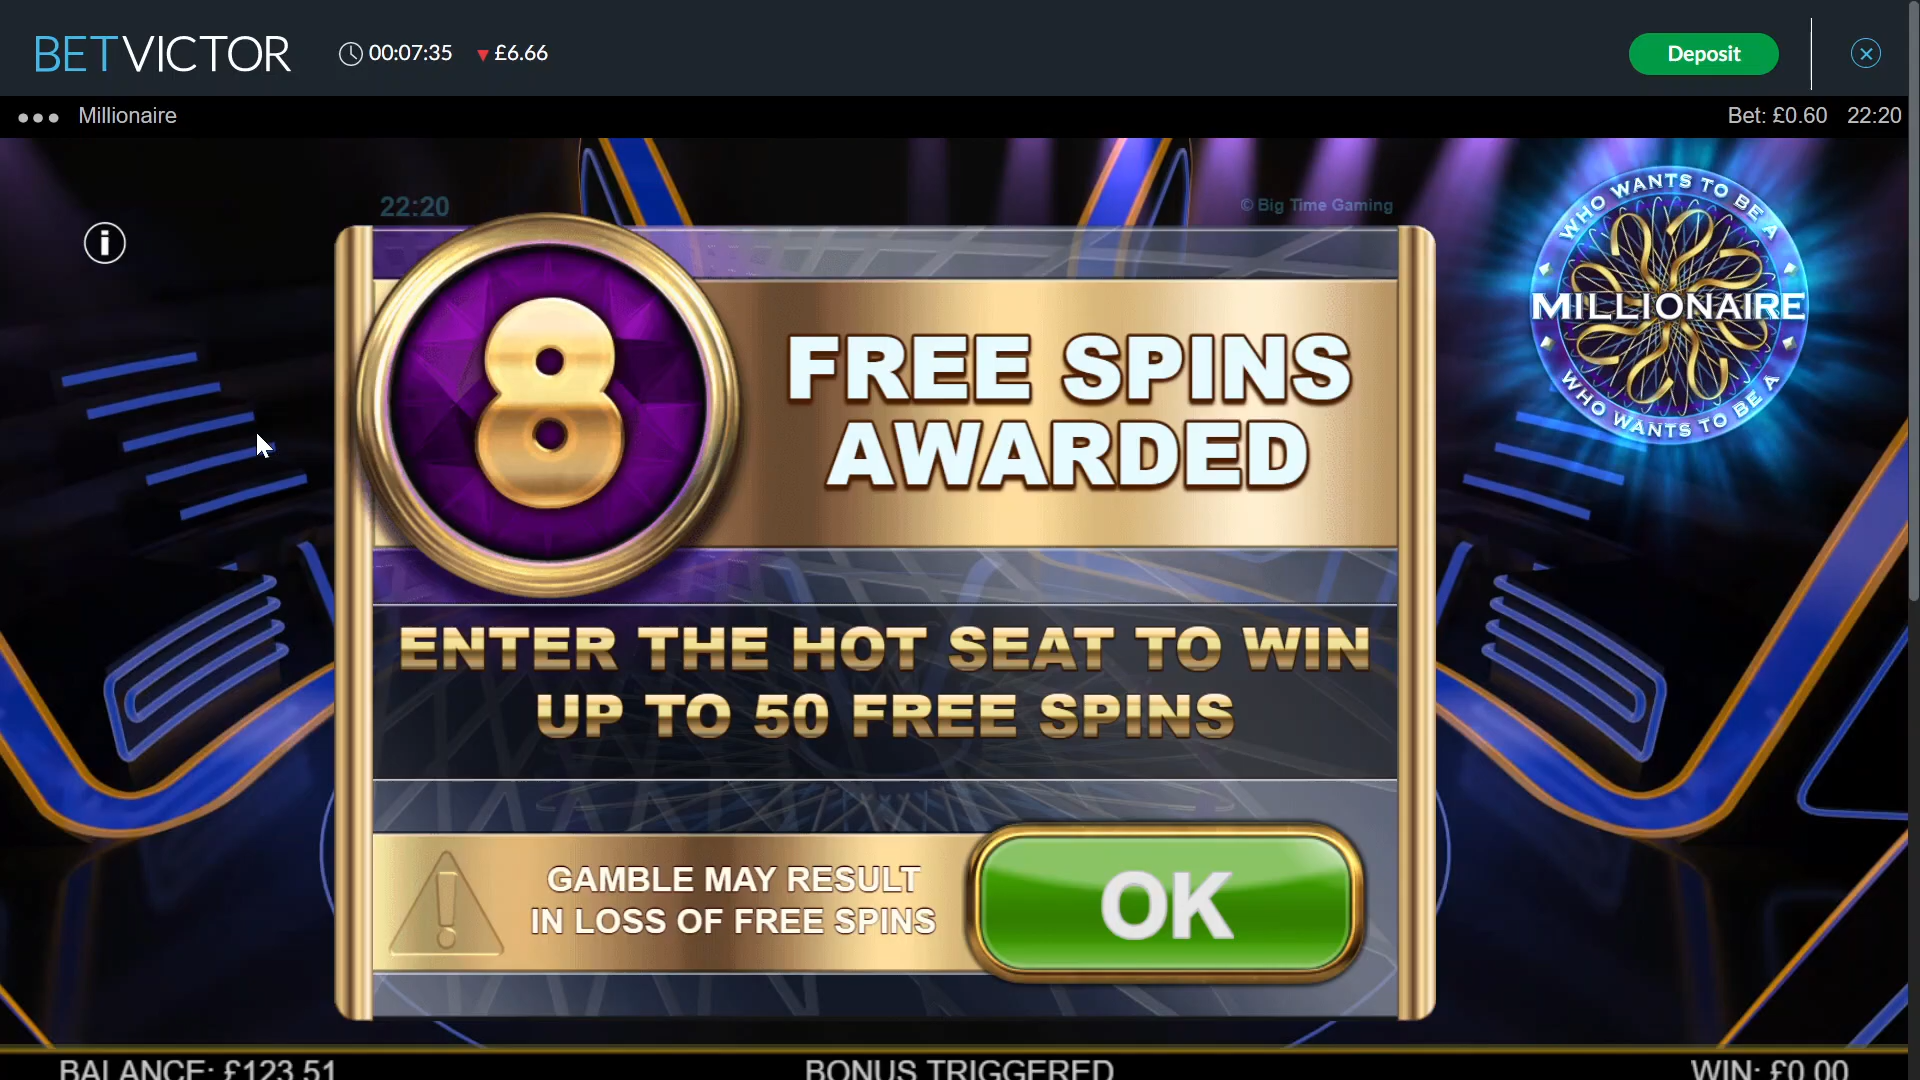 BETVICTOR 00:07:35 £6.66 Deposit
Millionaire Bet: £0.60 22:20
22:20 © Big Time Gaming
WHO WANTS TO BE A
MILLIONAIRE
WHO WANTS TO BE A
8
FREE SPINS
AWARDED
ENTER THE HOT SEAT TO WIN
UP TO 50 FREE SPINS
GAMBLE MAY RESULT
IN LOSS OF FREE SPINS
OK
BALANCE: £123.51 BONUS TRIGGERED WIN: £0.00